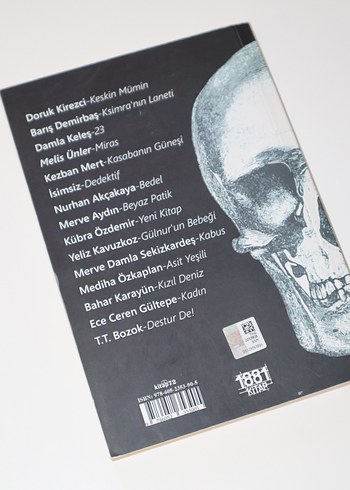 Doruk Kirezci-Keskin Mümin
Barış Demirbaş-Ksimra'nın Laneti
Damla Keleş-23
Melis Ünler-Miras
Kezban Mert-Kasabanın Güneşi
İsimsiz-Dedektif
Nurhan Akçakaya-Bedel
Merve Aydın-Beyaz Patik
Kübra Özdemir-Yeni Kitap
Yeliz Kavuzkoz-Gülnur'un Bebeği
Merve Damla Sekizkardeş-Kabus
Mediha Özkaplan-Asit Yeşili
Bahar Karayün-Kızıl Deniz
Ece Ceren Gültepe-Kadın
T.T. Bozok-Destur De!
kitapTZ
1881
KİTAP